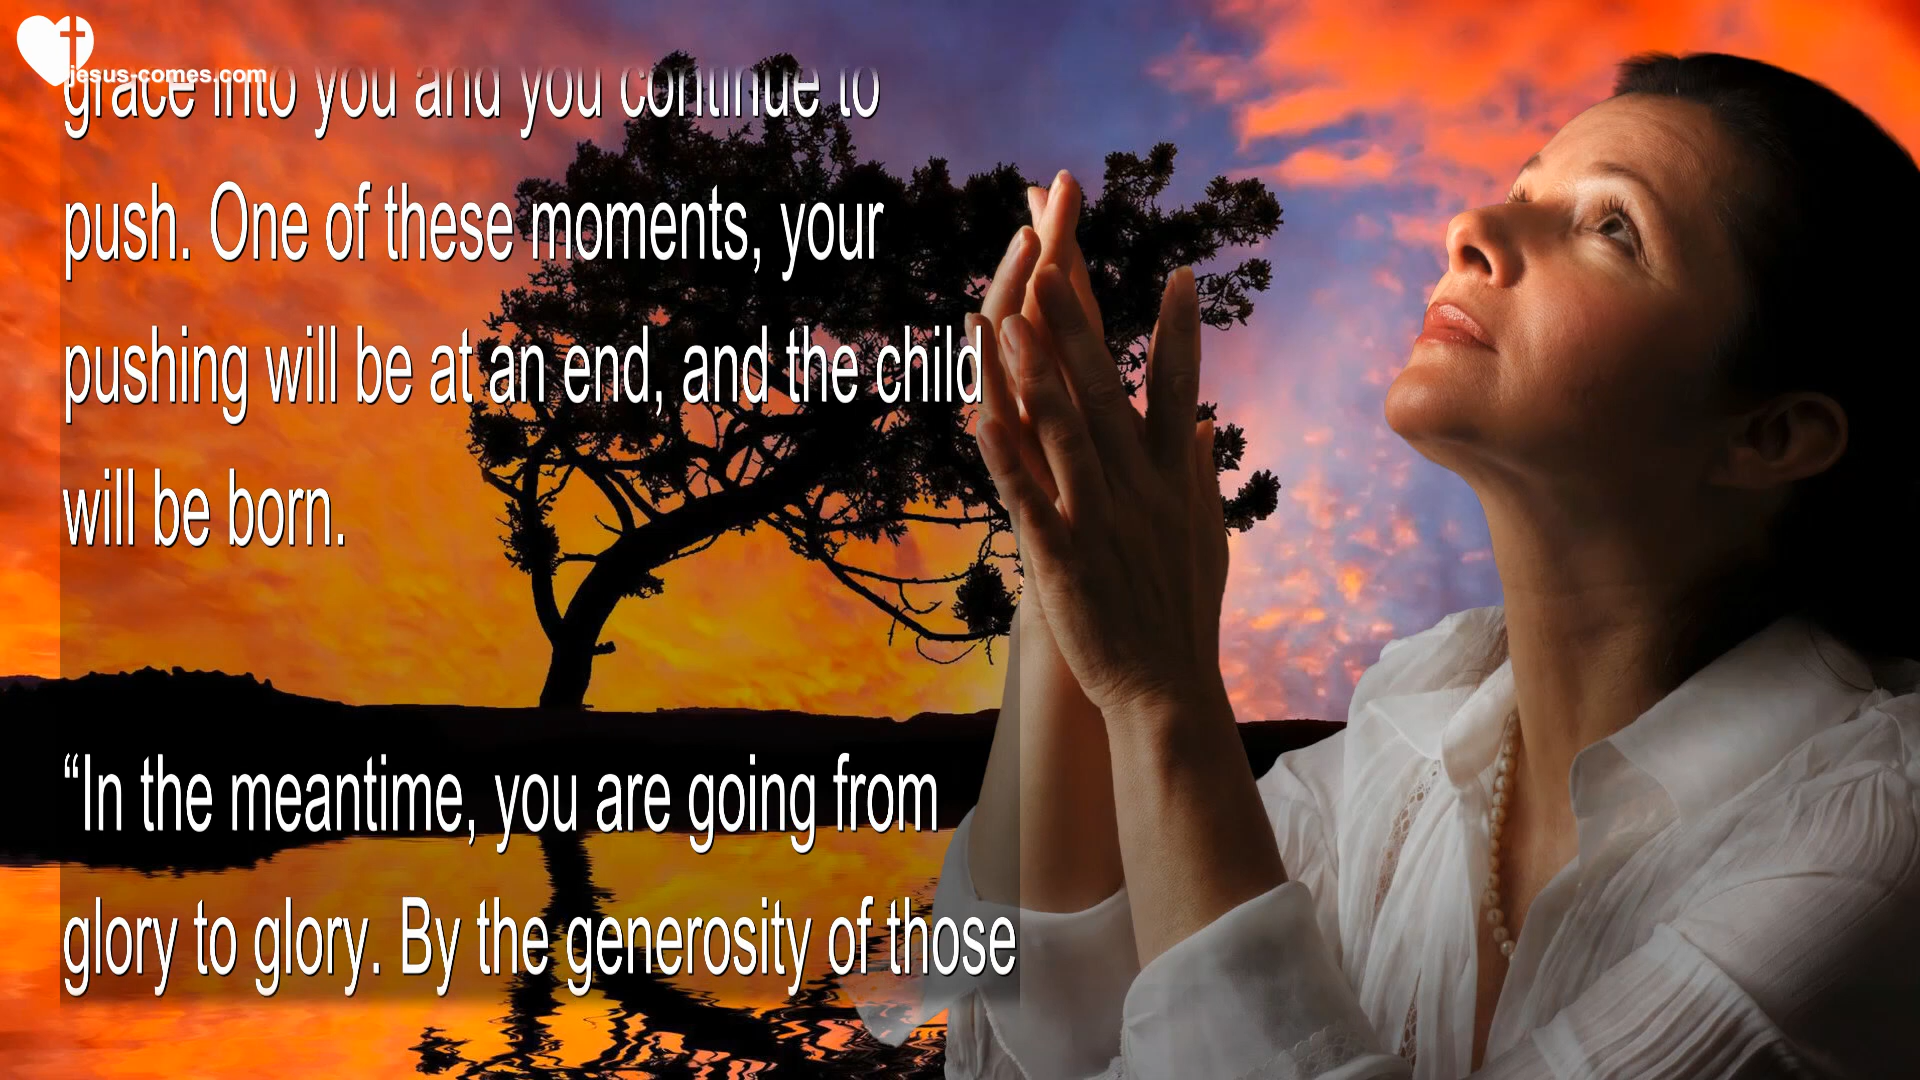 jesus-comes.com
grace into you and you continue to
push. One of these moments, your
pushing will be at an end, and the child
will be born.
“In the meantime, you are going from
glory to glory. By the generosity of those